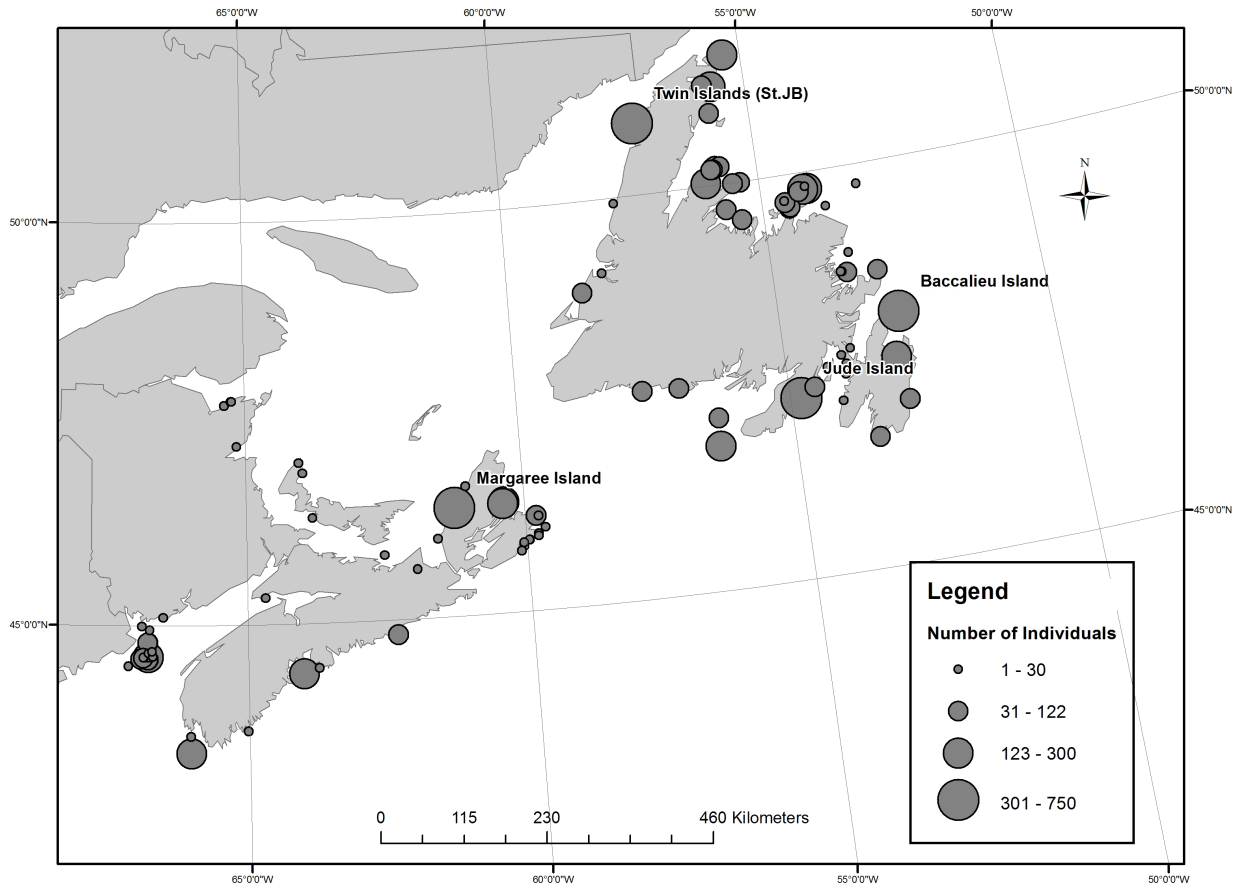 65°0'0"W
60°0'0"W
55°0'0"W
50°0'0"W
Twin Islands (St.JB)
50°0'0"N
N
50°0'0"N
Baccalieu Island
Jude Island
Margaree Island
45°0'0"N
45°0'0"N
Legend
Number of Individuals
1 - 30
31 - 122
123 - 300
301 - 750
0 115 230 460 Kilometers
65°0'0"W
60°0'0"W
55°0'0"W
50°0'0"W